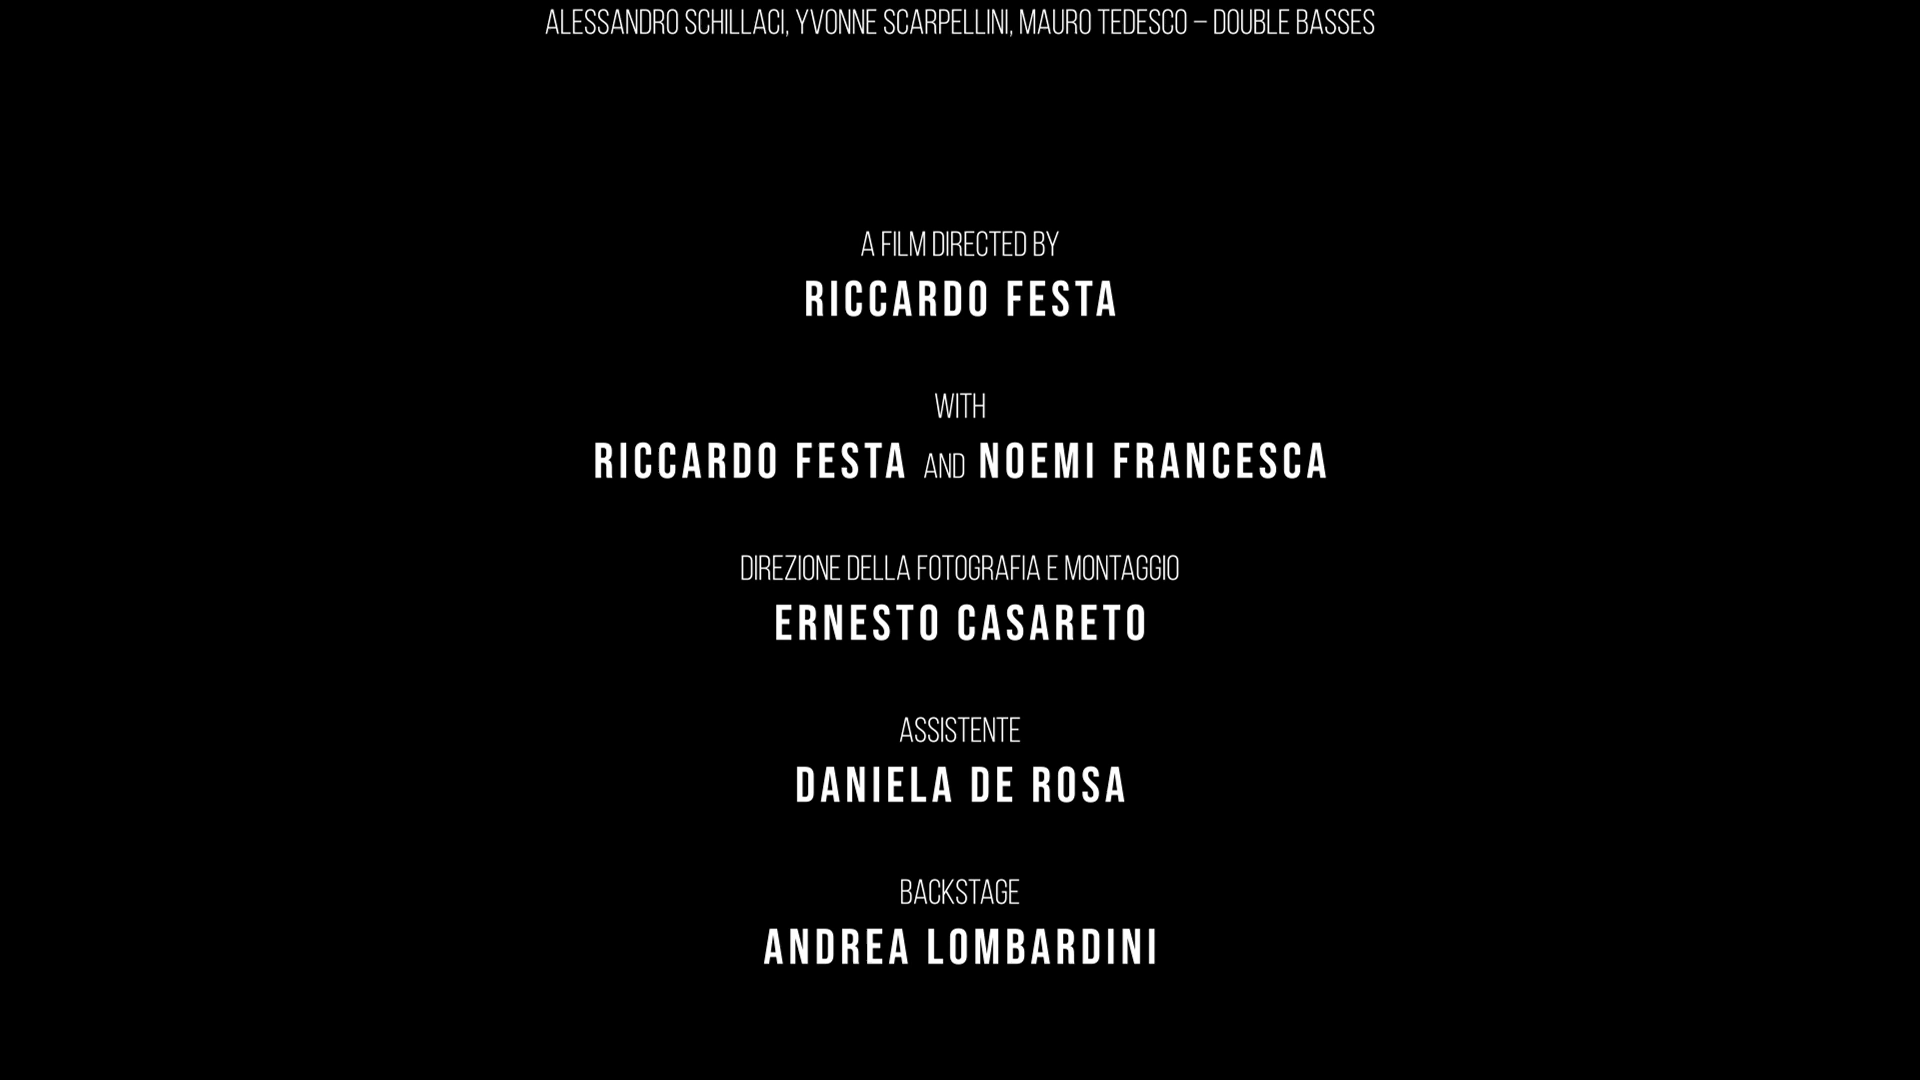 ALESSANDRO SCHILLACI, YVONNE SCARPELLINI, MAURO TEDESCO – DOUBLE BASSES
A FILM DIRECTED BY
RICCARDO FESTA
WITH
RICCARDO FESTA AND NOEMI FRANCESCA
DIREZIONE DELLA FOTOGRAFIA E MONTAGGIO
ERNESTO CASARETO
ASSISTENTE
DANIELA DE ROSA
BACKSTAGE
ANDREA LOMBARDINI